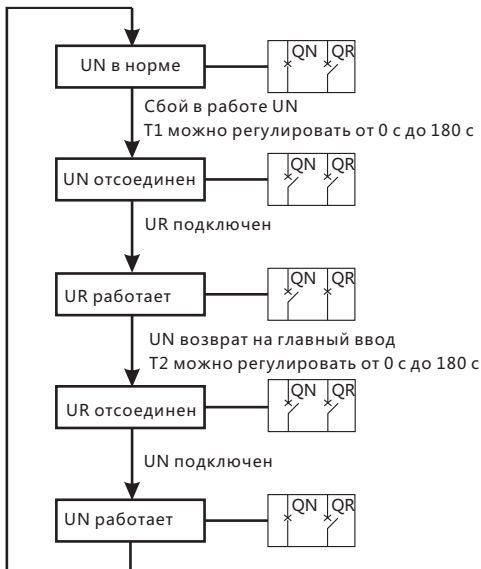 UN в норме
QN QR
Сбой в работе UN
T1 можно регулировать от 0 с до 180 с
UN отсоединен
QN QR
UR подключен
UR работает
QN QR
UN возврат на главный ввод
T2 можно регулировать от 0 с до 180 с
UR отсоединен
QN QR
UN подключен
UN работает
QN QR